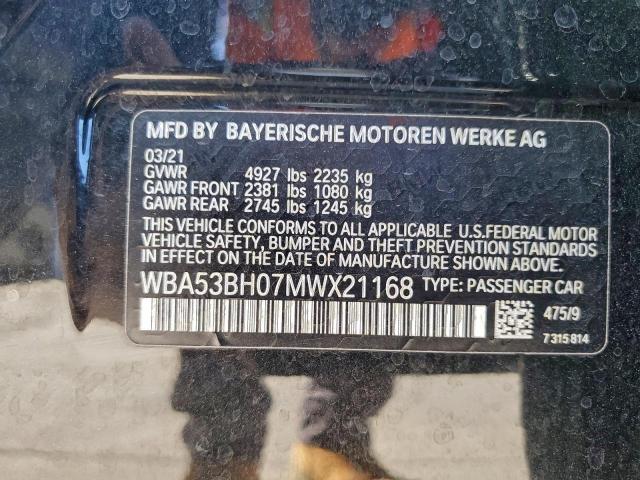 MFD BY BAYERISCHE MOTOREN WERKE AG
03/21
GVWR 4927 lbs 2235 kg
GAWR FRONT 2381 lbs 1080 kg
GAWR REAR 2745 lbs 1245 kg
THIS VEHICLE CONFORMS TO ALL APPLICABLE U.S.FEDERAL MOTOR
VEHICLE SAFETY, BUMPER AND THEFT PREVENTION STANDARDS
IN EFFECT ON THE DATE OF MANUFACTURE SHOWN ABOVE.
WBA53BH07MWX21168 TYPE: PASSENGER CAR
475/9
7315814